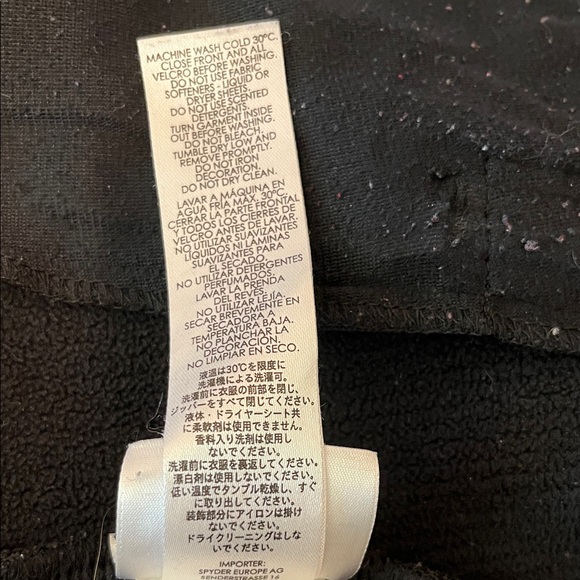 MACHINE WASH COLD 30°C.
CLOSE FRONT AND ALL
VELCRO BEFORE WASHING.
DO NOT USE FABRIC
SOFTENERS - LIQUID OR
DRYER SHEETS.
DO NOT USE SCENTED
DETERGENTS.
TURN GARMENT INSIDE
OUT BEFORE WASHING.
DO NOT BLEACH.
TUMBLE DRY LOW AND
REMOVE PROMPTLY.
DO NOT IRON
DECORATION.
DO NOT DRY CLEAN.
LAVAR A MÁQUINA EN
AGUA FRIA MÁX. 30°C.
CERRAR LA PARTE FRONTAL
Y TODOS LOS CIERRES DE
VELCRO ANTES DE LAVAR.
NO UTILIZAR SUAVIZANTES
LIQUIDOS NI LÁMINAS
SUAVIZANTES PARA
EL SECADO.
NO UTILIZAR DETERGENTES
PERFUMADOS.
LAVAR LA PRENDA
DEL REVES.
NO UTILIZAR LEJÍA.
SECAR BREVEMENTE EN
SECADORA A
TEMPERATURA BAJA.
NO PLANCHAR LA
DECORACIÓN.
NO LIMPIAR EN SECO.
液温は30℃を限度に
洗濯機による洗濯可。
洗濯前に衣服の前部を閉じ、
ジッパーをすべて閉じてください。
液体・ドライヤーシート共
に柔軟剤は使用しない
でください。
香料入り洗剤は使用し
ないでください。
洗濯前に衣服を裏返してください。
漂白剤は使用しないでください。
低い温度でタンブル乾燥し、すぐ
に取り出してください。
装飾部分にアイロンは掛け
ないでください。
ドライクリーニングはしな
いでください。
IMPORTER:
SPYDER EUROPE AG
SENDERSTRASSE 16